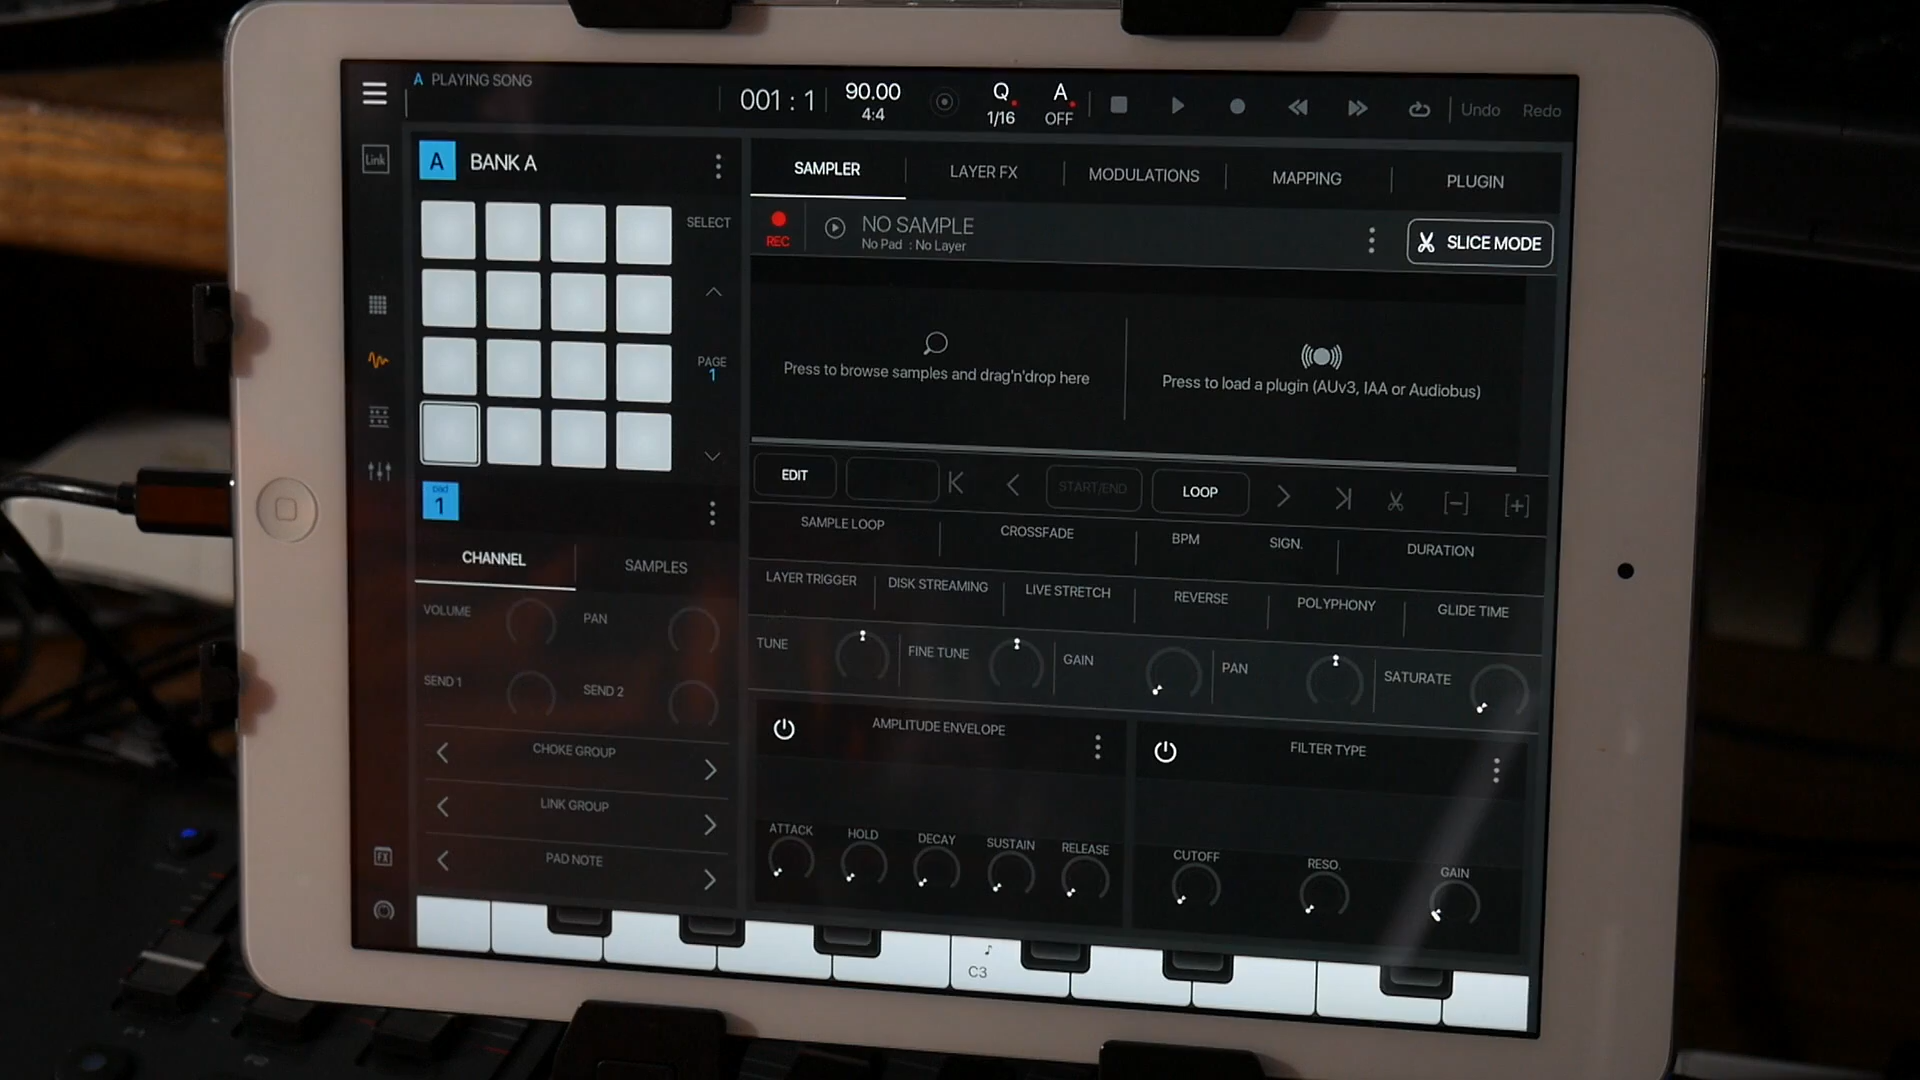 A PLAYING SONG
001 : 1
90.00
4:4
Q
1/16
A
OFF
Undo
Redo
Link
A BANK A
SELECT
PAGE
1
pad
1
CHANNEL
SAMPLES
VOLUME
PAN
SEND 1
SEND 2
CHOKE GROUP
LINK GROUP
PAD NOTE
FX
SAMPLER
LAYER FX
MODULATIONS
MAPPING
PLUGIN
REC
NO SAMPLE
No Pad : No Layer
SLICE MODE
Press to browse samples and drag'n'drop here
Press to load a plugin (AUv3, IAA or Audiobus)
EDIT
START/END
LOOP
SAMPLE LOOP
CROSSFADE
BPM
SIGN.
DURATION
LAYER TRIGGER
DISK STREAMING
LIVE STRETCH
REVERSE
POLYPHONY
GLIDE TIME
TUNE
FINE TUNE
GAIN
PAN
SATURATE
AMPLITUDE ENVELOPE
FILTER TYPE
ATTACK
HOLD
DECAY
SUSTAIN
RELEASE
CUTOFF
RESO.
GAIN
C3